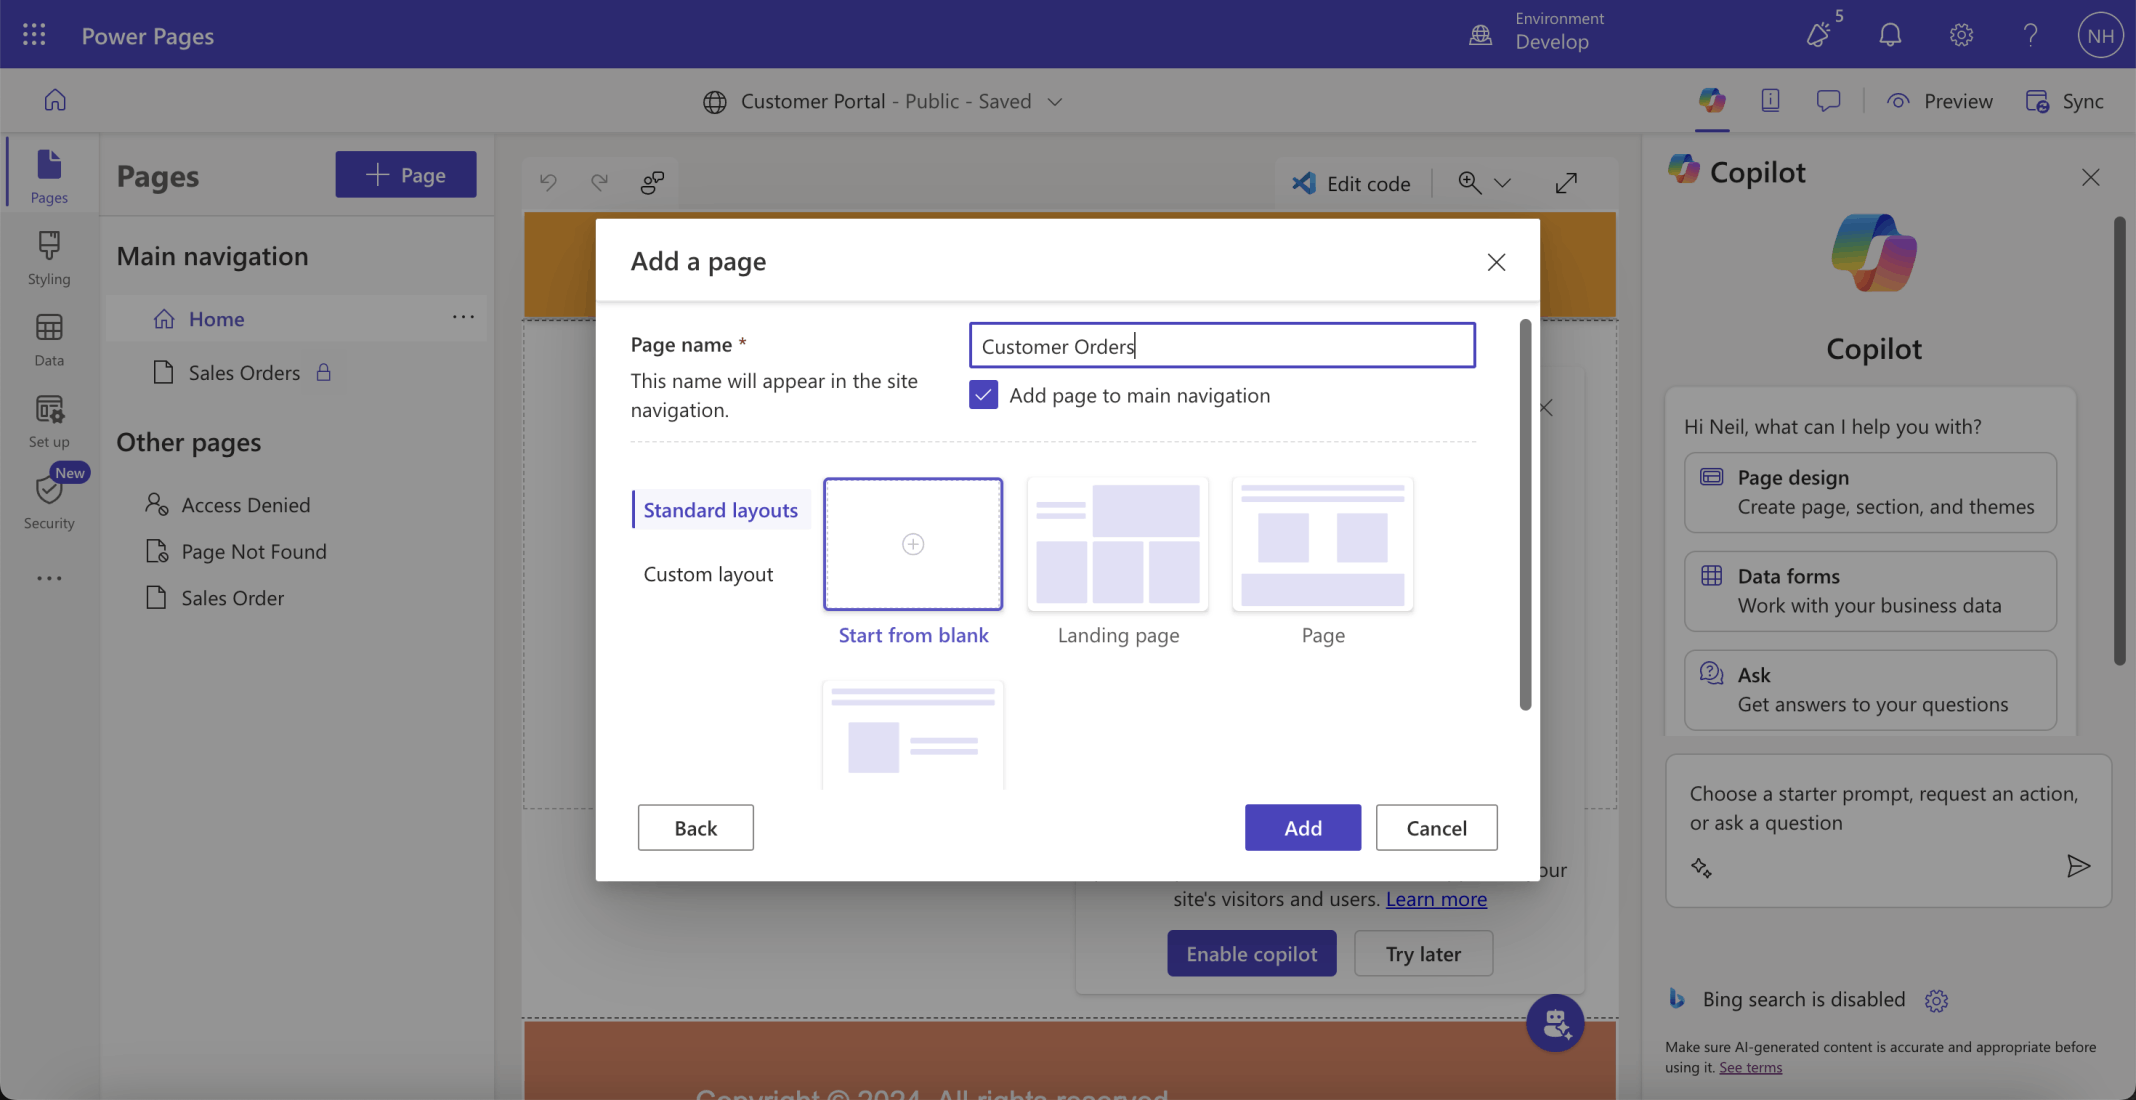 Power Pages
Environment
Develop
5
NH
Customer Portal - Public - Saved
Preview
Sync
Pages
Styling
Data
Set up
New
Security
Pages
Page
Main navigation
Home
Sales Orders
Other pages
Access Denied
Page Not Found
Sales Order
Edit code
Add a page
Page name *
This name will appear in the site
navigation.
Customer Orders
Add page to main navigation
Standard layouts
Custom layout
Start from blank
Landing page
Page
Back
Add
Cancel
our
site's visitors and users. Learn more
Enable copilot
Try later
Copyright © 2024. All rights reserved.
Copilot
Copilot
Hi Neil, what can I help you with?
Page design
Create page, section, and themes
Data forms
Work with your business data
Ask
Get answers to your questions
Choose a starter prompt, request an action,
or ask a question
Bing search is disabled
Make sure AI-generated content is accurate and appropriate before
using it. See terms